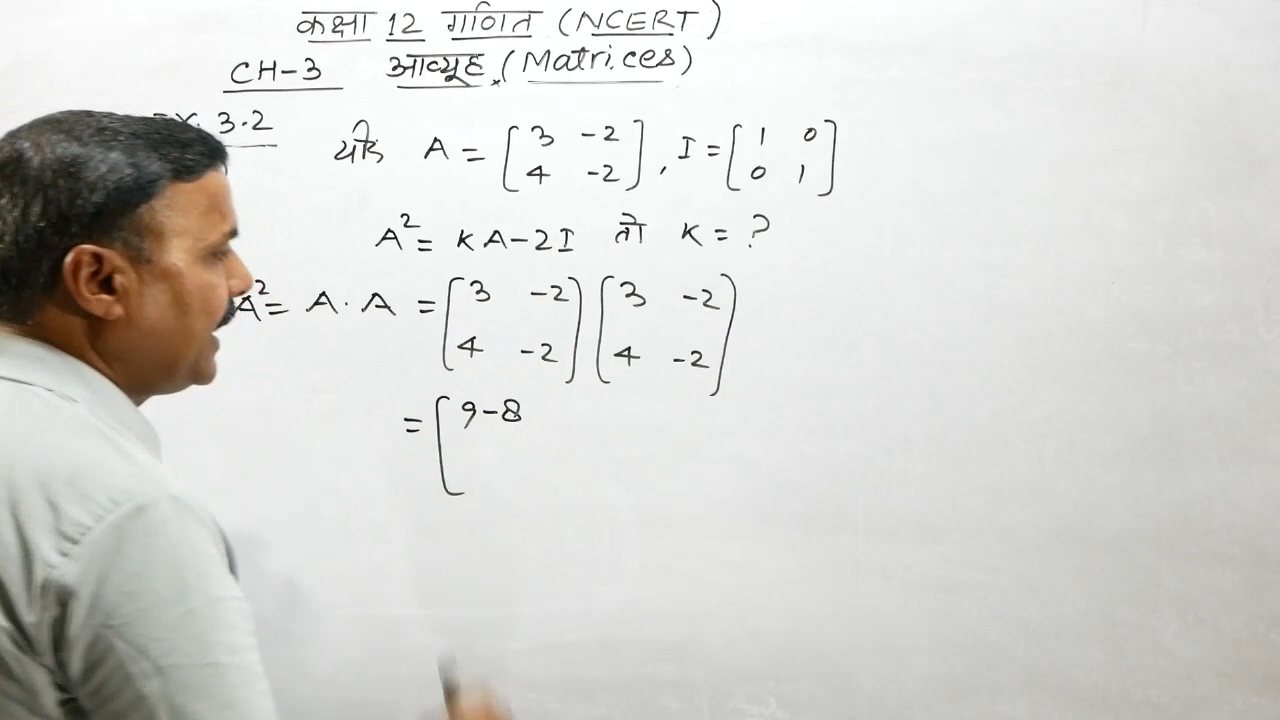 कक्षा 12 गणित (NCERT)
CH-3 आव्यूह (Matrices)
Ex. 3.2
यदि A = [3 -2 4 -2], I = [1 0 0 1]
A² = KA-2I तो K = ?
A² = A. A = [3 -2 4 -2] [3 -2 4 -2]
= [9-8